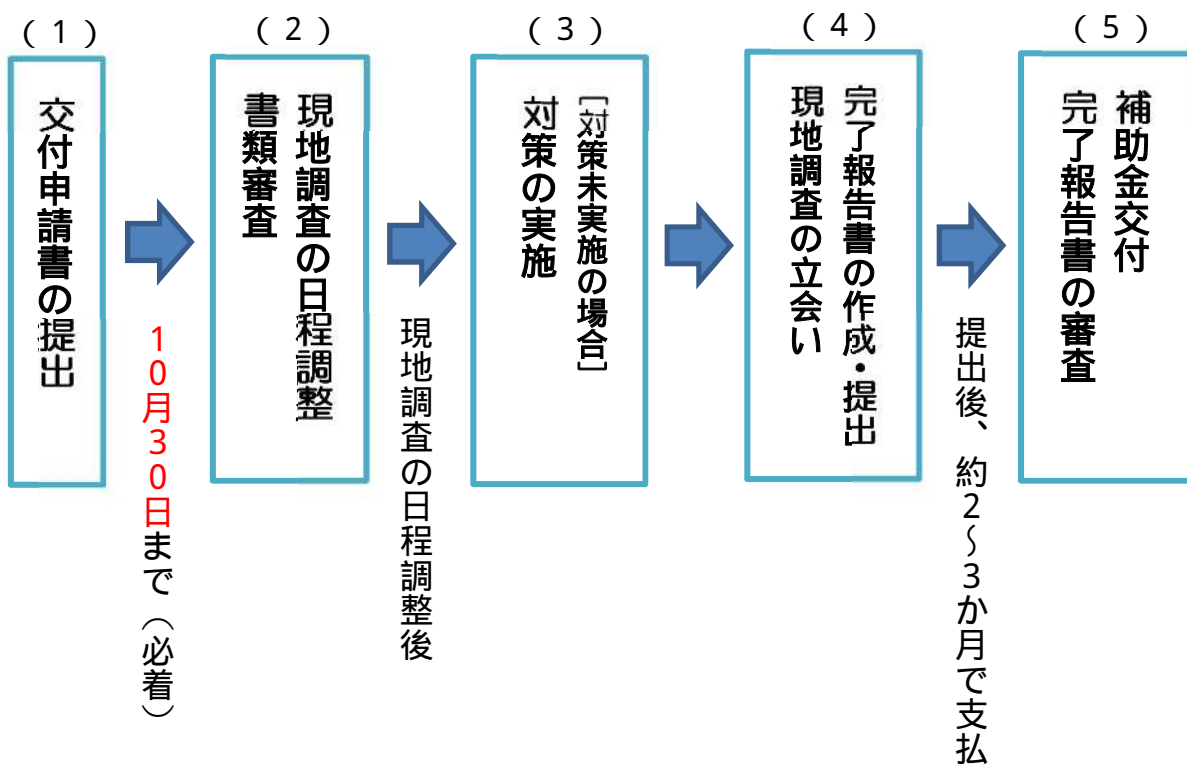 (1)
交付申請書の提出
10月30日まで（必着）
(2)
現地調査の日程調整
書類審査
現地調査の日程調整後
(3)
［対策未実施の場合］
対策の実施
(4)
完了報告書の作成・提出
現地調査の立会い
提出後、約2～3か月で支払
(5)
補助金交付
完了報告書の審査